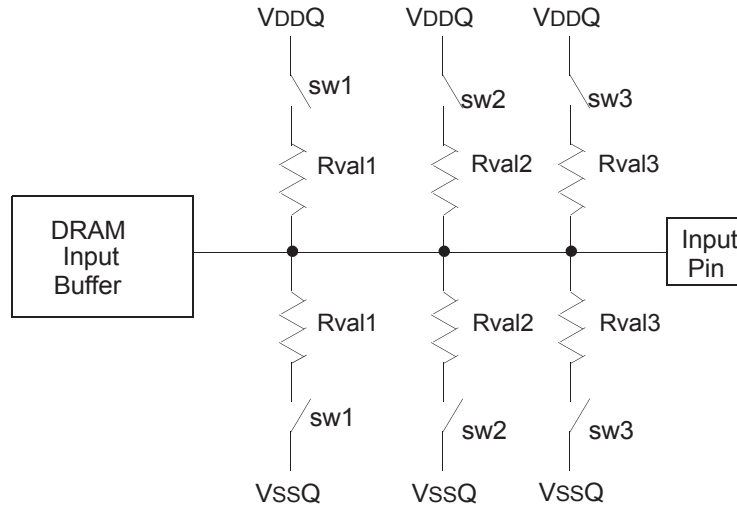 VDDQ VDDQ VDDQ
sw1 sw2 sw3
Rval1 Rval2 Rval3
DRAM
Input
Buffer
Input
Pin
Rval1 Rval2 Rval3
sw1 sw2 sw3
VSSQ VSSQ VSSQ